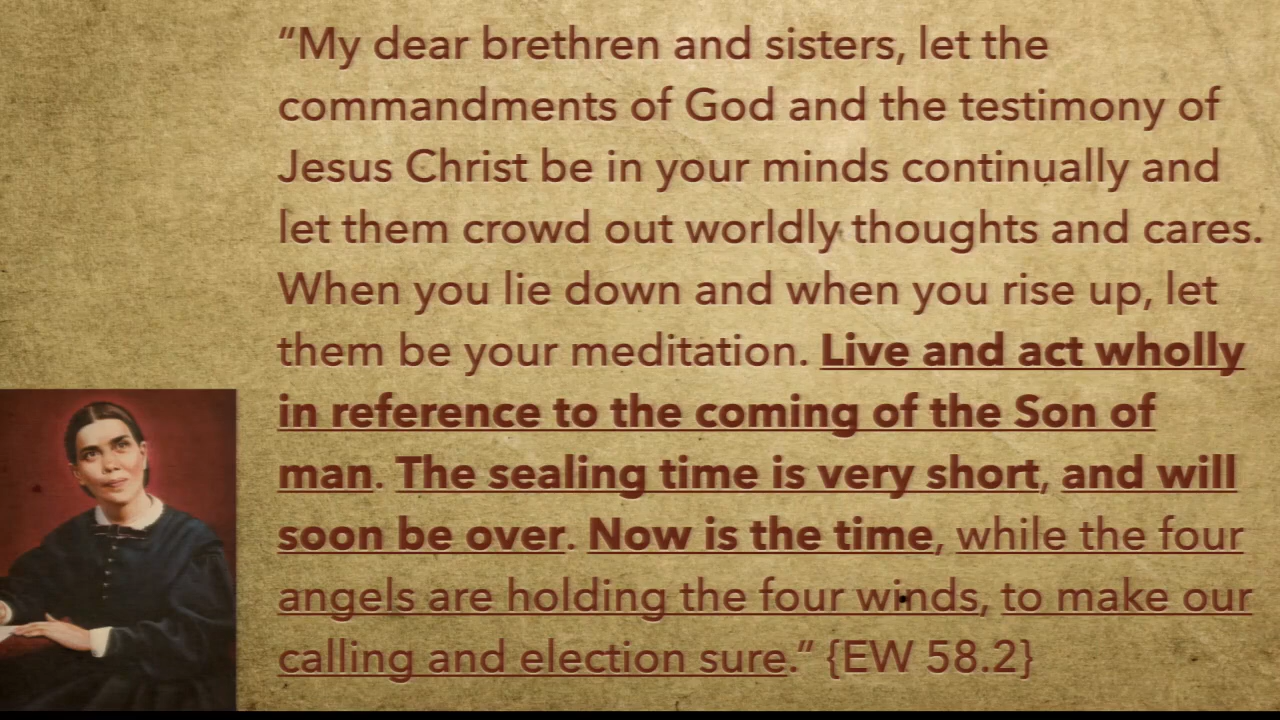 “My dear brethren and sisters, let the
commandments of God and the testimony of
Jesus Christ be in your minds continually and
let them crowd out worldly thoughts and cares.
When you lie down and when you rise up, let
them be your meditation. Live and act wholly
in reference to the coming of the Son of
man. The sealing time is very short, and will
soon be over. Now is the time, while the four
angels are holding the four winds, to make our
calling and election sure.” {EW 58.2}